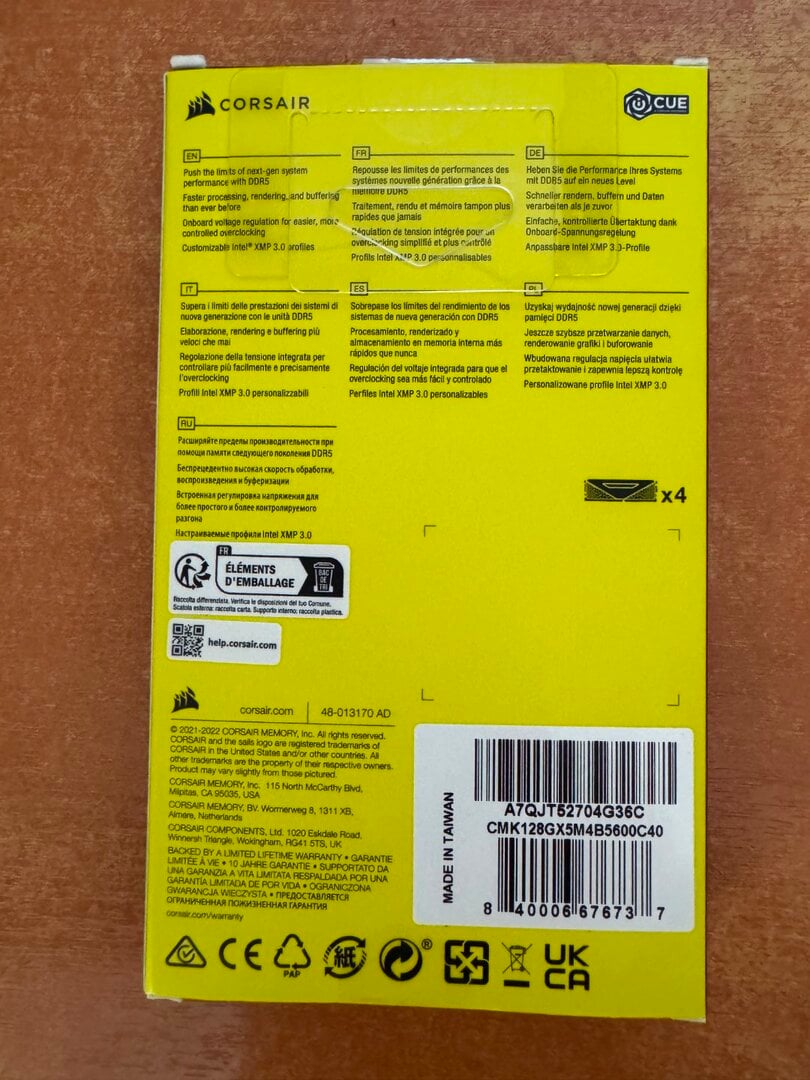 CORSAIR
iCUE
EN
Push the limits of next-gen system
performance with DDR5
Faster processing, rendering, and buffering
than ever before
Onboard voltage regulation for easier, more
controlled overclocking
Customizable Intel® XMP 3.0 profiles
FR
Repousse les limites de performances des
systèmes nouvelle génération grâce à la
mémoire DDR5
Traitement, rendu et mémoire tampon plus
rapides que jamais
Régulation de tension intégrée pour un
overclocking simplifié et plus contrôlé
Profils Intel XMP 3.0 personnalisables
DE
Heben Sie die Performance Ihres Systems
mit DDR5 auf ein neues Level
Schneller rendern, buffern und Daten
verarbeiten als je zuvor
Einfache, kontrollierte Übertaktung dank
Onboard-Spannungsregelung
Anpassbare Intel XMP 3.0-Profile
IT
Supera i limiti delle prestazioni dei sistemi di
nuova generazione con le unità DDR5
Elaborazione, rendering e buffering più
veloci che mai
Regolazione della tensione integrata per
controllare più facilmente e precisamente
l'overclocking
Profili Intel XMP 3.0 personalizzabili
ES
Sobrepase los límites del rendimiento de los
sistemas de nueva generación con DDR5
Procesamiento, renderizado y
almacenamiento en memoria interna más
rápidos que nunca
Regulación del voltaje integrada para que el
overclocking sea más fácil y controlado
Perfiles Intel XMP 3.0 personalizables
PL
Uzyskaj wydajność nowej generacji dzięki
pamięci DDR5
Jeszcze szybsze przetwarzanie danych,
renderowanie grafiki i buforowanie
Wbudowana regulacja napięcia ułatwia
przetaktowanie i zapewnia lepszą kontrolę
Personalizowane profile Intel XMP 3.0
RU
Расширяйте пределы производительности при
помощи памяти следующего поколения DDR5
Беспрецедентно высокая скорость обработки,
воспроизведения и буферизации
Встроенная регулировка напряжения для
более простого и более контролируемого
разгона
Настраиваемые профили Intel XMP 3.0
x4
FR
ÉLÉMENTS
D'EMBALLAGE
BAC
DE
TRI
Raccolta differenziata. Verifica le disposizioni del tuo Comune.
Scatola esterna: raccolta carta. Supporto interno: raccolta plastica.
help.corsair.com
corsair.com
48-013170 AD
© 2021-2022 CORSAIR MEMORY, Inc. All rights reserved.
CORSAIR and the sails logo are registered trademarks of
CORSAIR in the United States and/or other countries. All
other trademarks are the property of their respective owners.
Product may vary slightly from those pictured.
CORSAIR MEMORY, Inc. 115 North McCarthy Blvd,
Milpitas, CA 95035, USA
CORSAIR MEMORY, BV. Wormerweg 8, 1311 XB,
Almere, Netherlands
CORSAIR COMPONENTS, Ltd. 1020 Eskdale Road,
Winnersh Triangle, Wokingham, RG41 5TS, UK
BACKED BY A LIMITED LIFETIME WARRANTY • GARANTIE
LIMITÉE À VIE • 10 JAHRE GARANTIE • SUPPORTATO DA
UNA GARANZIA A VITA LIMITATA RESPALDADA POR UNA
GARANTÍA LIMITADA DE POR VIDA • OGRANICZONA
GWARANCJA WIECZYSTA • ПРЕДОСТАВЛЯЕТСЯ
ОГРАНИЧЕННАЯ ПОЖИЗНЕННАЯ ГАРАНТИЯ
corsair.com/warranty
MADE IN TAIWAN
A7QJT52704G36C
CMK128GX5M4B5600C40
8 40006 67673 7
CE
PAP
紙
®
UK
CA